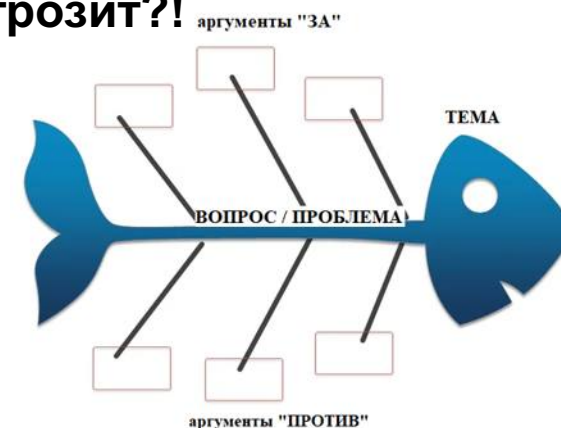 грозит?!
аргументы "ЗА"
ТЕМА
ВОПРОС / ПРОБЛЕМА
аргументы "ПРОТИВ"